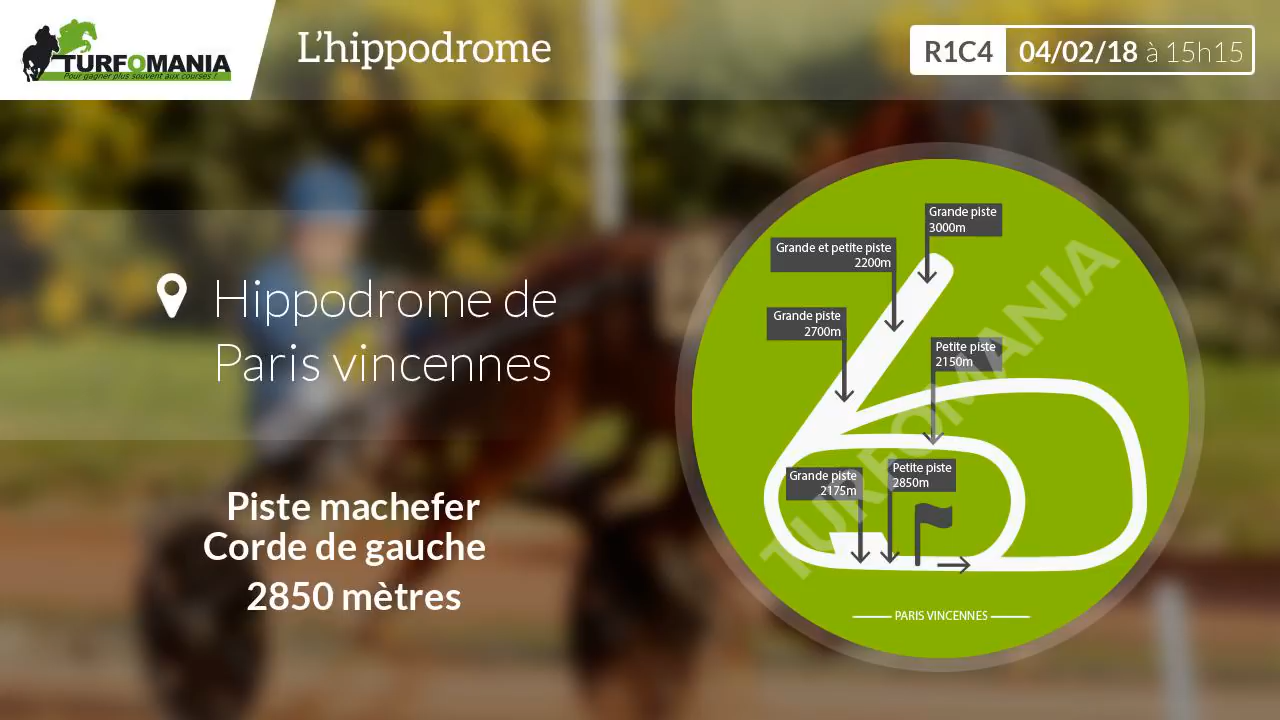 TURFOMANIA
Pour gagner plus souvent aux courses !
L'hippodrome
R1C4 04/02/18 à 15h15
Hippodrome de
Paris vincennes
Piste machefer
Corde de gauche
2850 mètres
Grande piste
3000m
Grande et petite piste
2200m
Grande piste
2700m
Petite piste
2150m
Grande piste
2175m
Petite piste
2850m
TURFOMANIA
PARIS VINCENNES